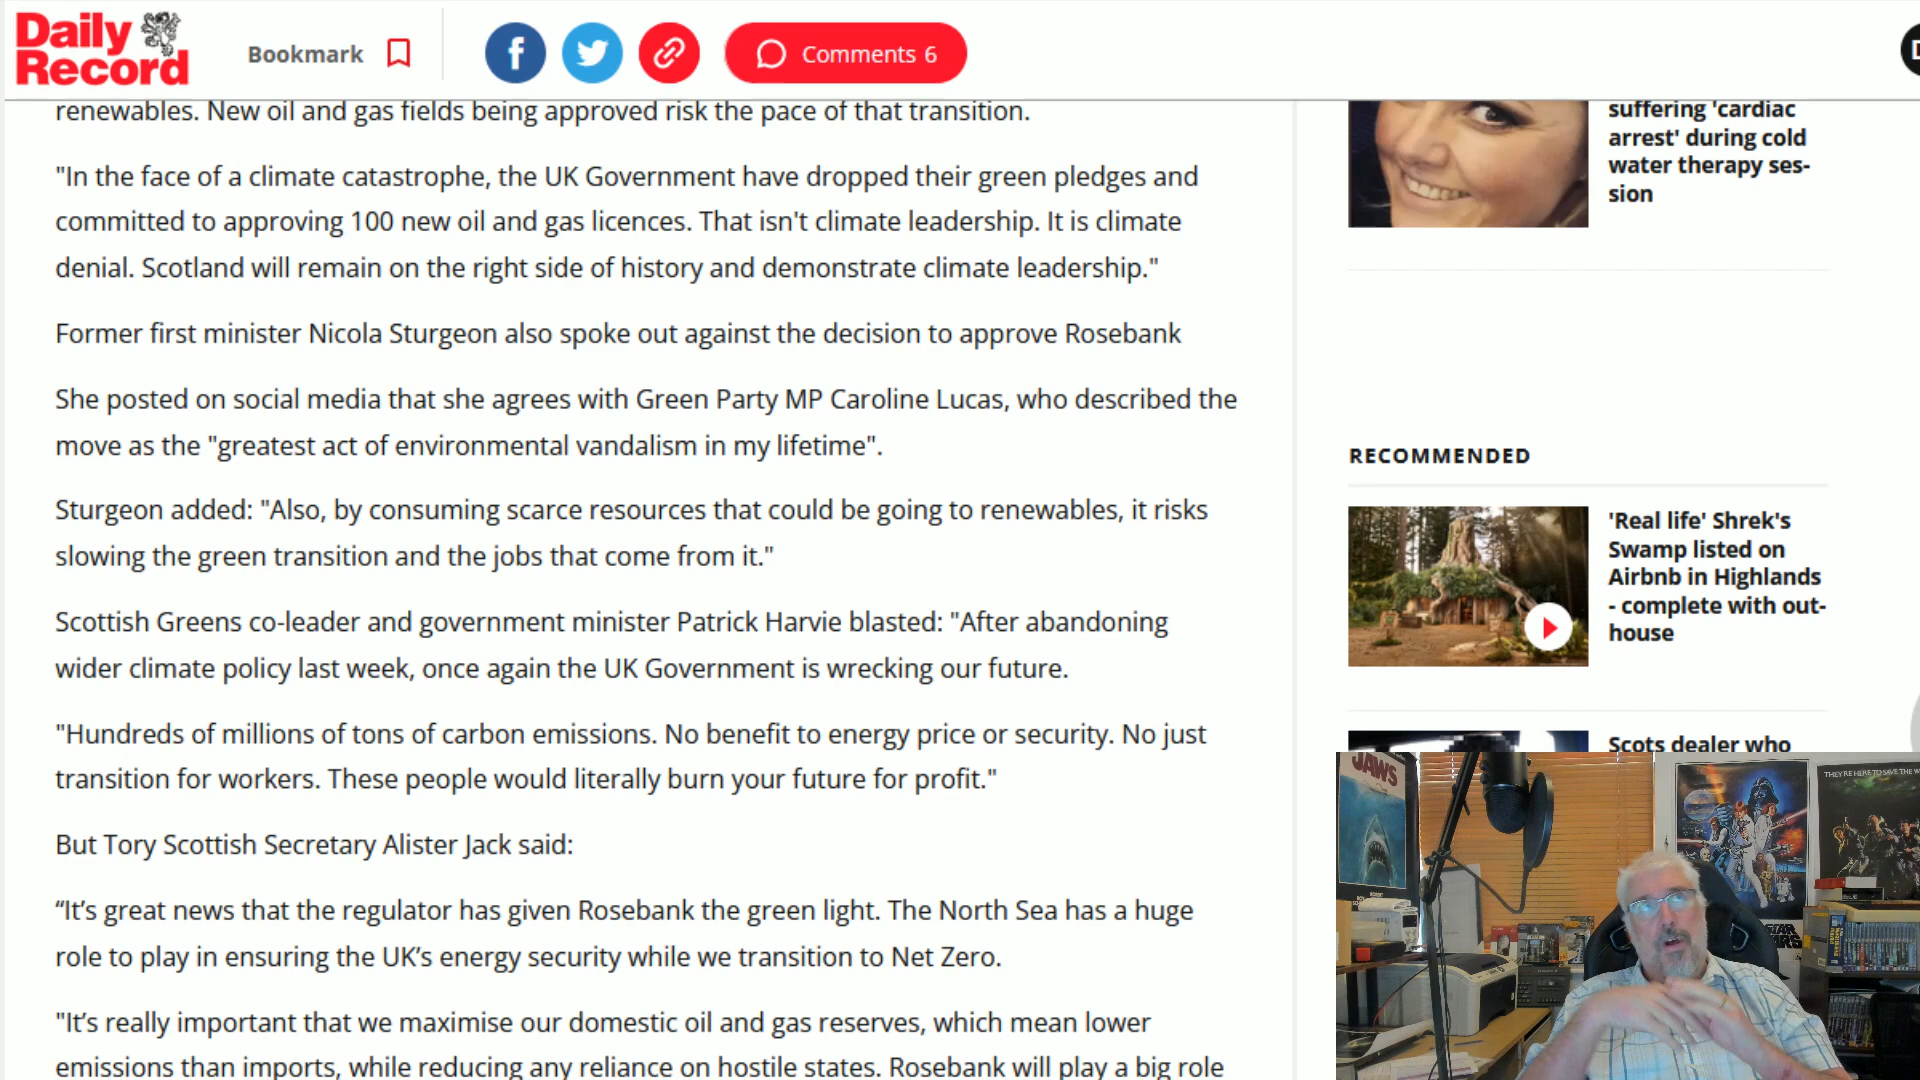 Daily
Record
Bookmark
f
Comments 6
renewables. New oil and gas fields being approved risk the pace of that transition.
"In the face of a climate catastrophe, the UK Government have dropped their green pledges and
committed to approving 100 new oil and gas licences. That isn't climate leadership. It is climate
denial. Scotland will remain on the right side of history and demonstrate climate leadership."
Former first minister Nicola Sturgeon also spoke out against the decision to approve Rosebank
She posted on social media that she agrees with Green Party MP Caroline Lucas, who described the
move as the "greatest act of environmental vandalism in my lifetime".
Sturgeon added: "Also, by consuming scarce resources that could be going to renewables, it risks
slowing the green transition and the jobs that come from it."
Scottish Greens co-leader and government minister Patrick Harvie blasted: "After abandoning
wider climate policy last week, once again the UK Government is wrecking our future.
"Hundreds of millions of tons of carbon emissions. No benefit to energy price or security. No just
transition for workers. These people would literally burn your future for profit."
But Tory Scottish Secretary Alister Jack said:
“It’s great news that the regulator has given Rosebank the green light. The North Sea has a huge
role to play in ensuring the UK’s energy security while we transition to Net Zero.
"It’s really important that we maximise our domestic oil and gas reserves, which mean lower
emissions than imports, while reducing any reliance on hostile states. Rosebank will play a big role
suffering 'cardiac
arrest' during cold
water therapy ses-
sion
RECOMMENDED
'Real life' Shrek's
Swamp listed on
Airbnb in Highlands
- complete with out-
house
Scots dealer who
JAWS
THEY'RE HERE TO SAVE THE W
STAR
WARS